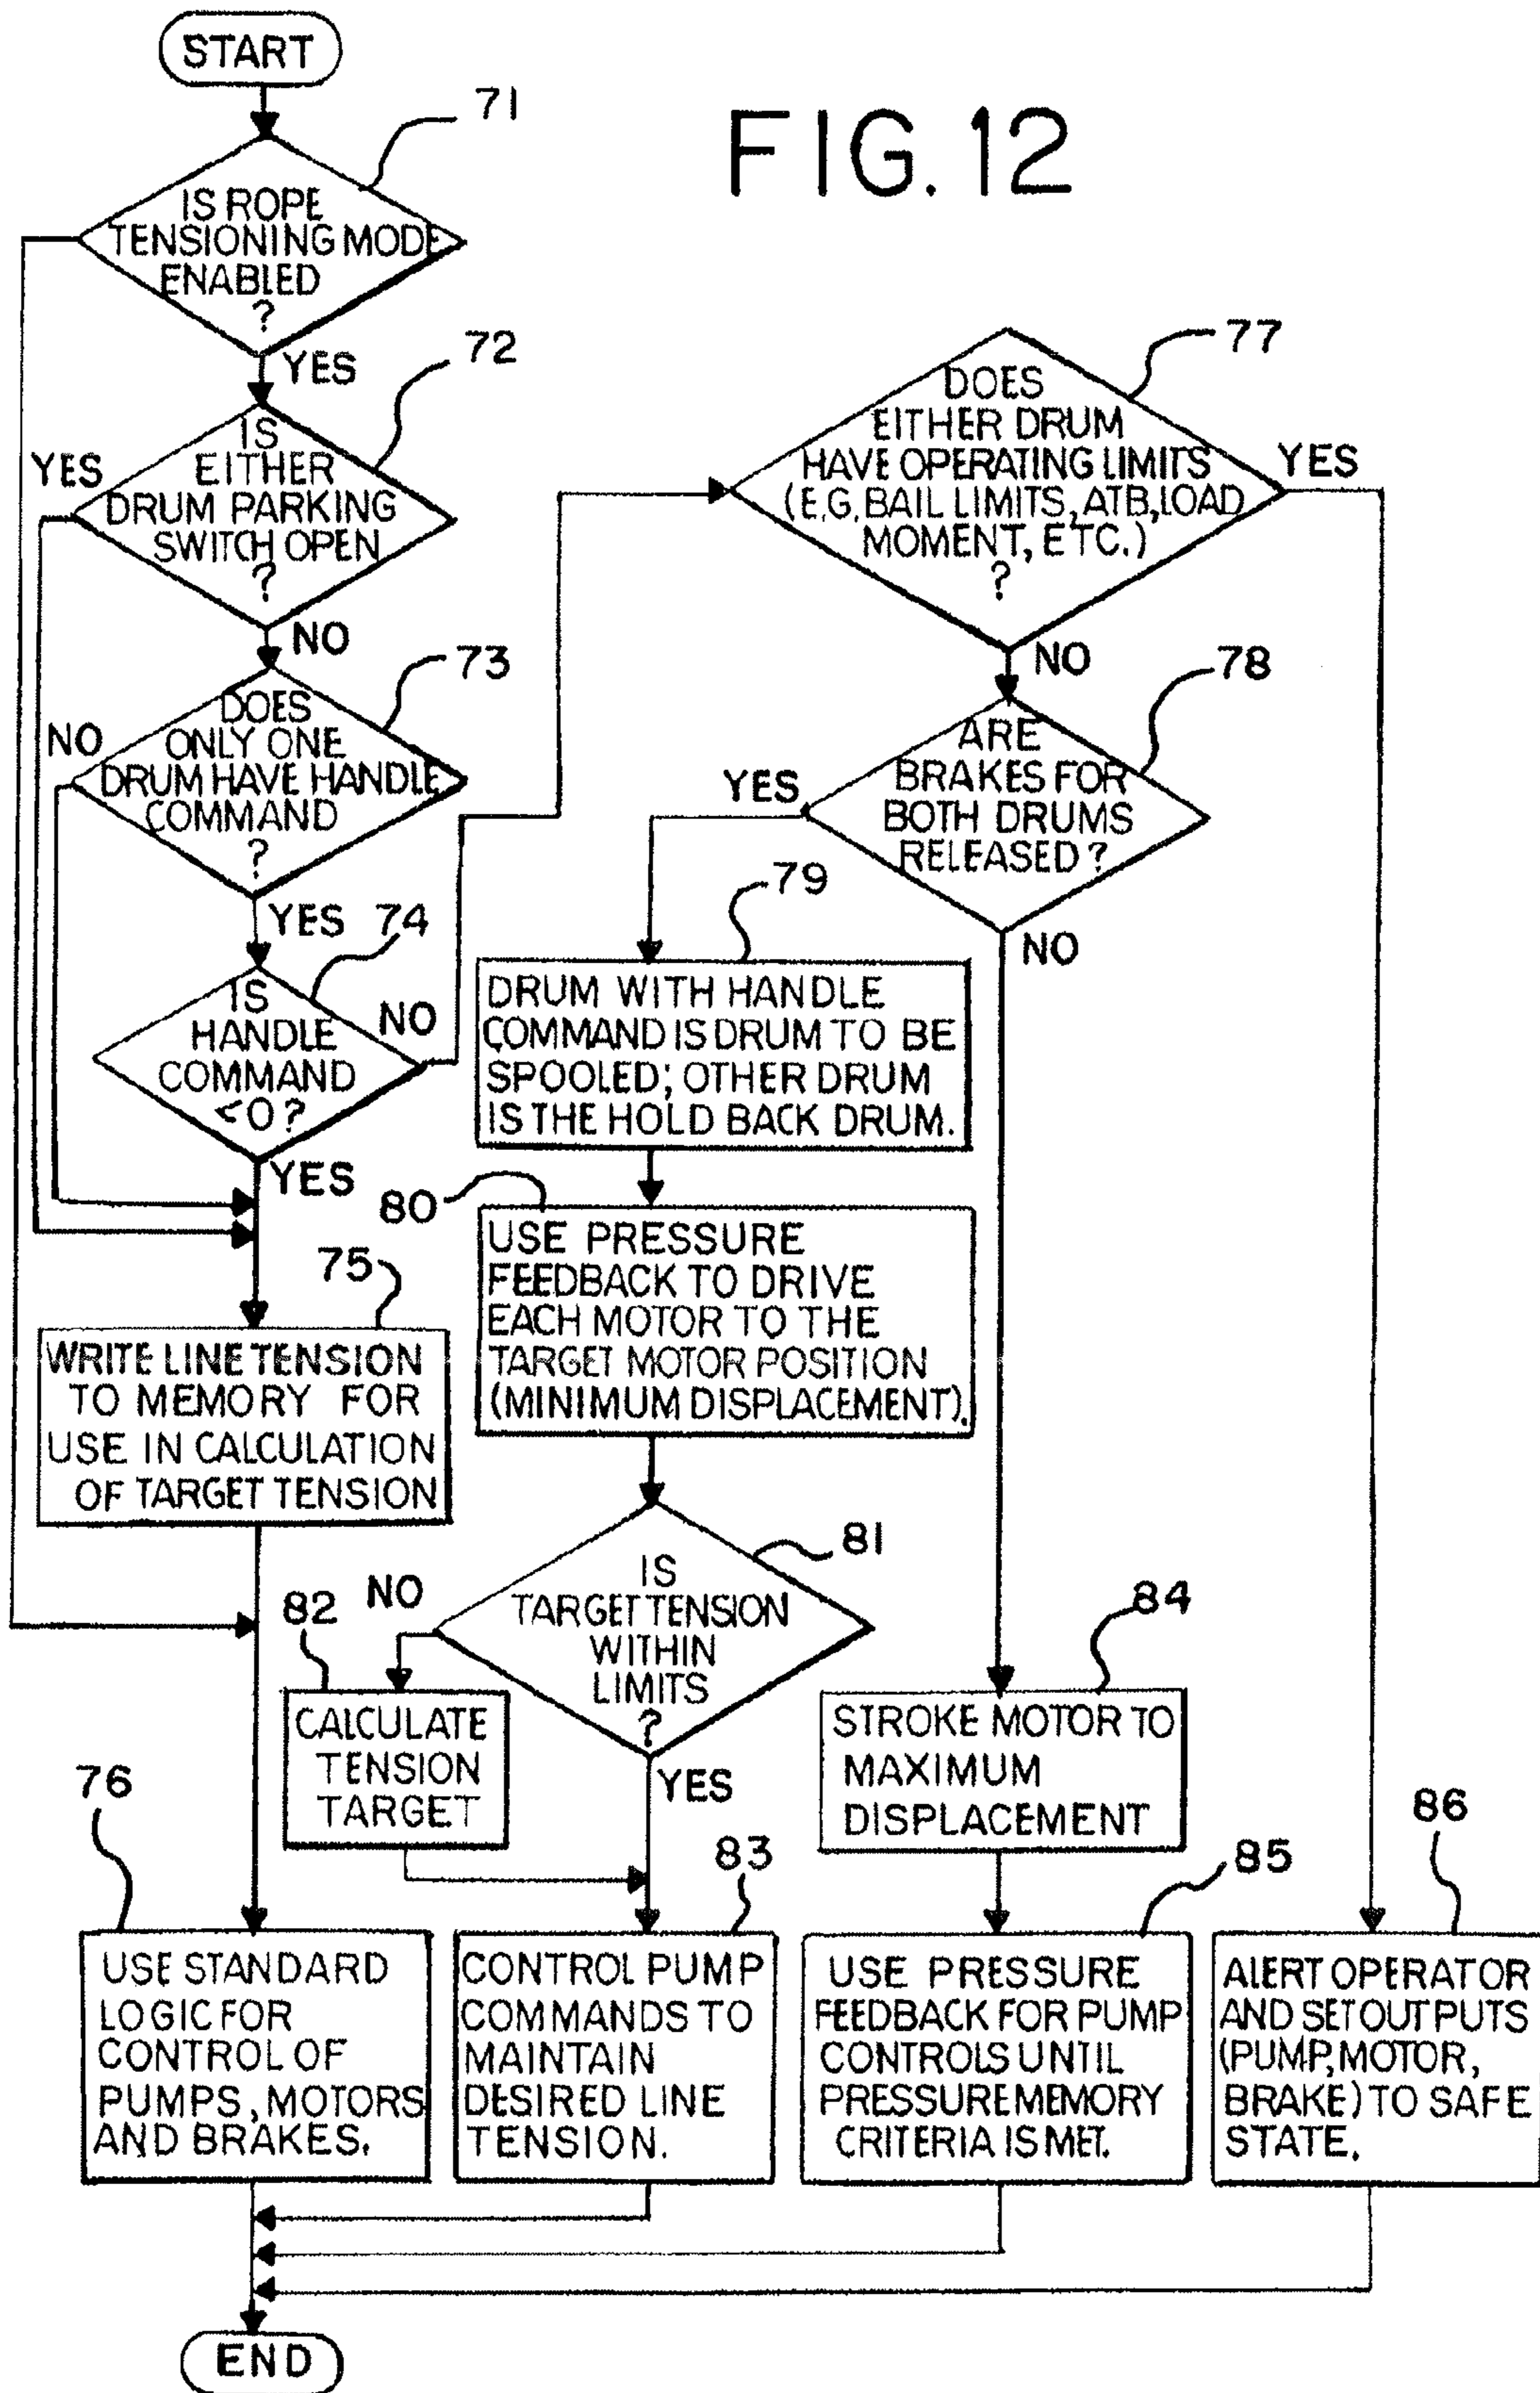 START
FIG. 12
71
IS ROPE
TENSIONING MODE
ENABLED
?
YES
72
IS
EITHER
DRUM PARKING
SWITCH OPEN
?
YES
NO
73
DOES
ONLY ONE
DRUM HAVE HANDLE
COMMAND
?
NO
YES
74
IS
HANDLE
COMMAND
<0?
NO
YES
75
WRITE LINE TENSION
TO MEMORY FOR
USE IN CALCULATION
OF TARGET TENSION
76
USE STANDARD
LOGIC FOR
CONTROL OF
PUMPS, MOTORS
AND BRAKES.
77
DOES
EITHER DRUM
HAVE OPERATING LIMITS
(E.G. BAIL LIMITS, ATB, LOAD
MOMENT, ETC.)
?
YES
NO
78
ARE
BRAKES FOR
BOTH DRUMS
RELEASED?
YES
NO
79
DRUM WITH HANDLE
COMMAND IS DRUM TO BE
SPOOLED; OTHER DRUM
IS THE HOLD BACK DRUM.
80
USE PRESSURE
FEEDBACK TO DRIVE
EACH MOTOR TO THE
TARGET MOTOR POSITION
(MINIMUM DISPLACEMENT).
81
IS
TARGET TENSION
WITHIN
LIMITS
?
NO
YES
82
CALCULATE
TENSION
TARGET
83
CONTROL PUMP
COMMANDS TO
MAINTAIN
DESIRED LINE
TENSION.
84
STROKE MOTOR TO
MAXIMUM
DISPLACEMENT
85
USE PRESSURE
FEEDBACK FOR PUMP
CONTROLS UNTIL
PRESSURE MEMORY
CRITERIA IS MET.
86
ALERT OPERATOR
AND SET OUTPUTS
(PUMP, MOTOR,
BRAKE) TO SAFE
STATE.
END